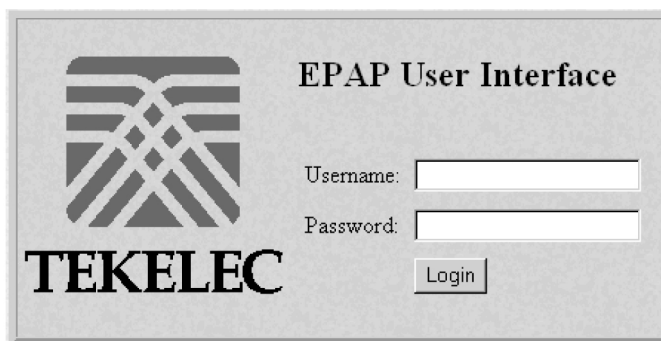 EPAP User Interface
Username:
Password:
TEKELEC
Login